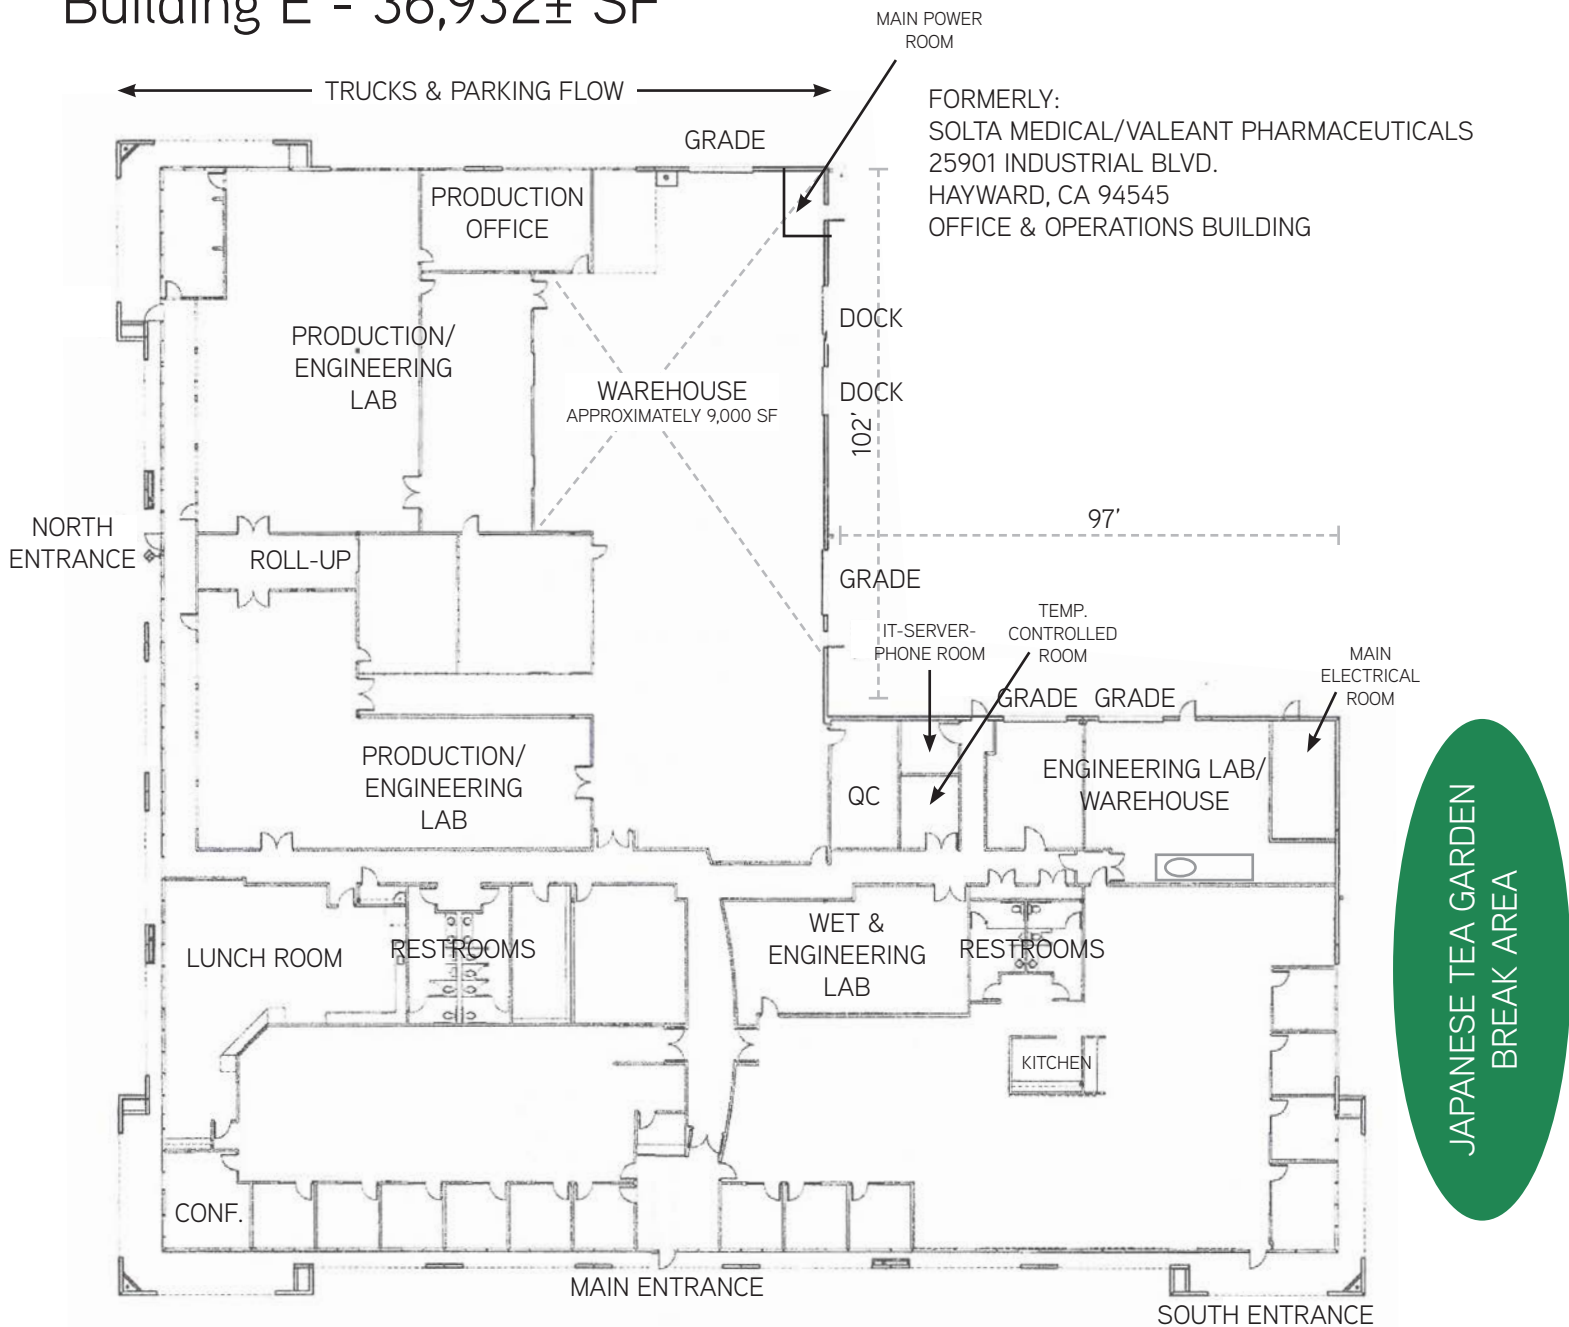 Building E - 36,932± SF
MAIN POWER
ROOM
TRUCKS & PARKING FLOW
FORMERLY:
SOLTA MEDICAL/VALEANT PHARMACEUTICALS
25901 INDUSTRIAL BLVD.
HAYWARD, CA 94545
OFFICE & OPERATIONS BUILDING
GRADE
PRODUCTION
OFFICE
DOCK
PRODUCTION/
ENGINEERING
LAB
WAREHOUSE
APPROXIMATELY 9,000 SF
DOCK
102’
97’
NORTH
ENTRANCE
ROLL-UP
GRADE
TEMP.
CONTROLLED
ROOM
IT-SERVER-
PHONE ROOM
MAIN
ELECTRICAL
ROOM
GRADE
GRADE
PRODUCTION/
ENGINEERING
LAB
QC
ENGINEERING LAB/
WAREHOUSE
JAPANESE TEA GARDEN
BREAK AREA
LUNCH ROOM
RESTROOMS
WET &
ENGINEERING
LAB
RESTROOMS
KITCHEN
CONF.
MAIN ENTRANCE
SOUTH ENTRANCE